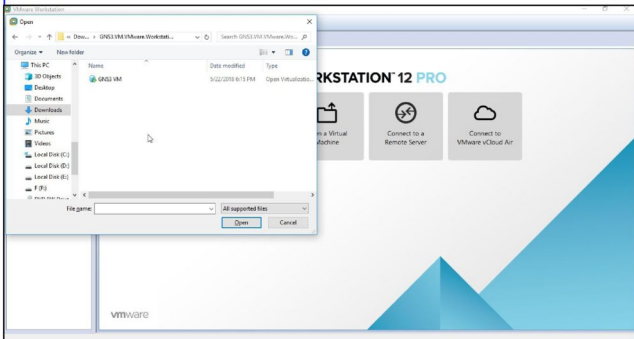 VMware Workstation
Open
« Dow... > GNS3.VM.VMware.Workstati...
Search GNS3.VM.VMware.Wo...
Organize
New folder
This PC
3D Objects
Desktop
Documents
Downloads
Music
Pictures
Videos
Local Disk (C:)
Local Disk (D:)
Local Disk (E:)
F (F:)
Name
Date modified
Type
GNS3 VM
5/22/2018 6:15 PM
Open Virtualizatio...
File name:
All supported files
Open
Cancel
RKSTATION 12 PRO
n a Virtual
Machine
Connect to a
Remote Server
Connect to
VMware vCloud Air
vmware